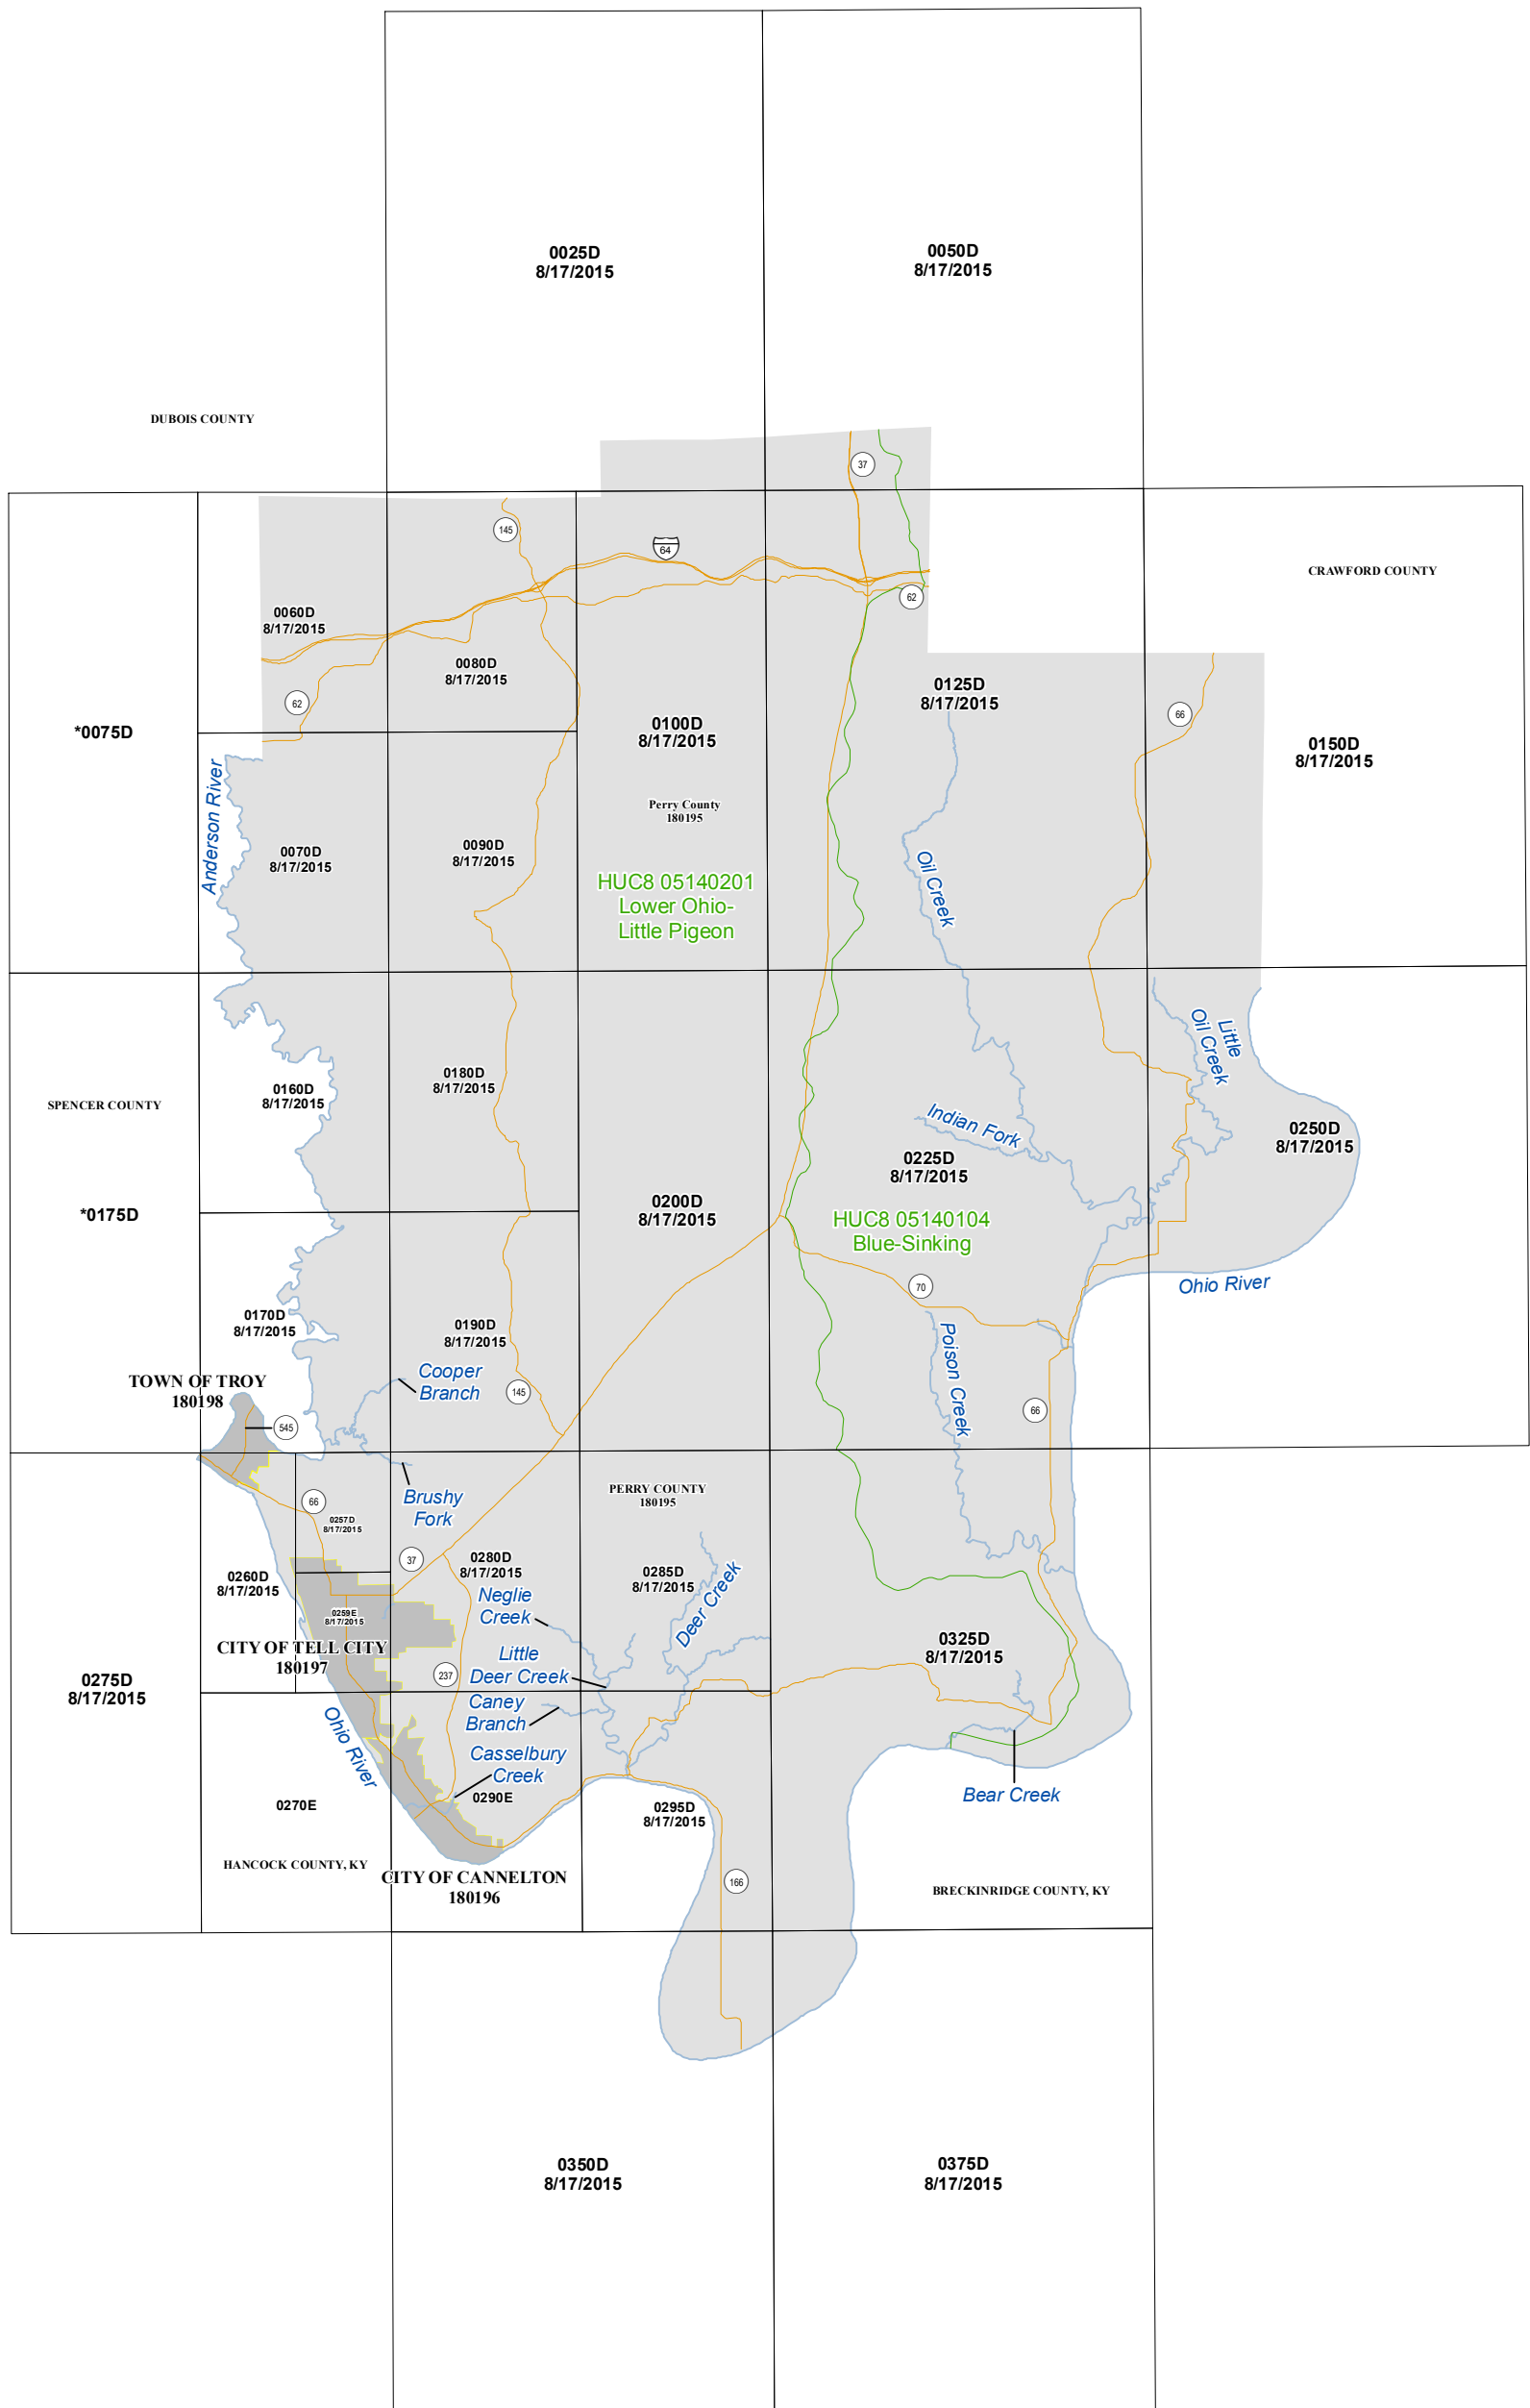 0025D
8/17/2015
0050D
8/17/2015
DUBOIS COUNTY
37
145
64
CRAWFORD COUNTY
62
0060D
8/17/2015
0080D
8/17/2015
62
0125D
8/17/2015
66
*0075D
0100D
8/17/2015
0150D
8/17/2015
Anderson River
Perry County
180195
0070D
8/17/2015
0090D
8/17/2015
Oil Creek
HUC8 05140201
Lower Ohio-
Little Pigeon
Little
Oil Creek
SPENCER COUNTY
0160D
8/17/2015
0180D
8/17/2015
Indian Fork
0250D
8/17/2015
0225D
8/17/2015
*0175D
0200D
8/17/2015
HUC8 05140104
Blue-Sinking
Ohio River
70
0170D
8/17/2015
0190D
8/17/2015
Poison Creek
Cooper
Branch
TOWN OF TROY
180198
145
66
545
PERRY COUNTY
180195
Brushy
Fork
66
0257D
8/17/2015
37
0280D
8/17/2015
0285D
8/17/2015
0260D
8/17/2015
Neglie
Creek
Deer Creek
0259E
8/17/2015
CITY OF TELL CITY
180197
0325D
8/17/2015
Little
Deer Creek
237
0275D
8/17/2015
Caney
Branch
Ohio River
Casselbury
Creek
Bear Creek
0270E
0290E
0295D
8/17/2015
HANCOCK COUNTY, KY
CITY OF CANNELTON
180196
166
BRECKINRIDGE COUNTY, KY
0350D
8/17/2015
0375D
8/17/2015